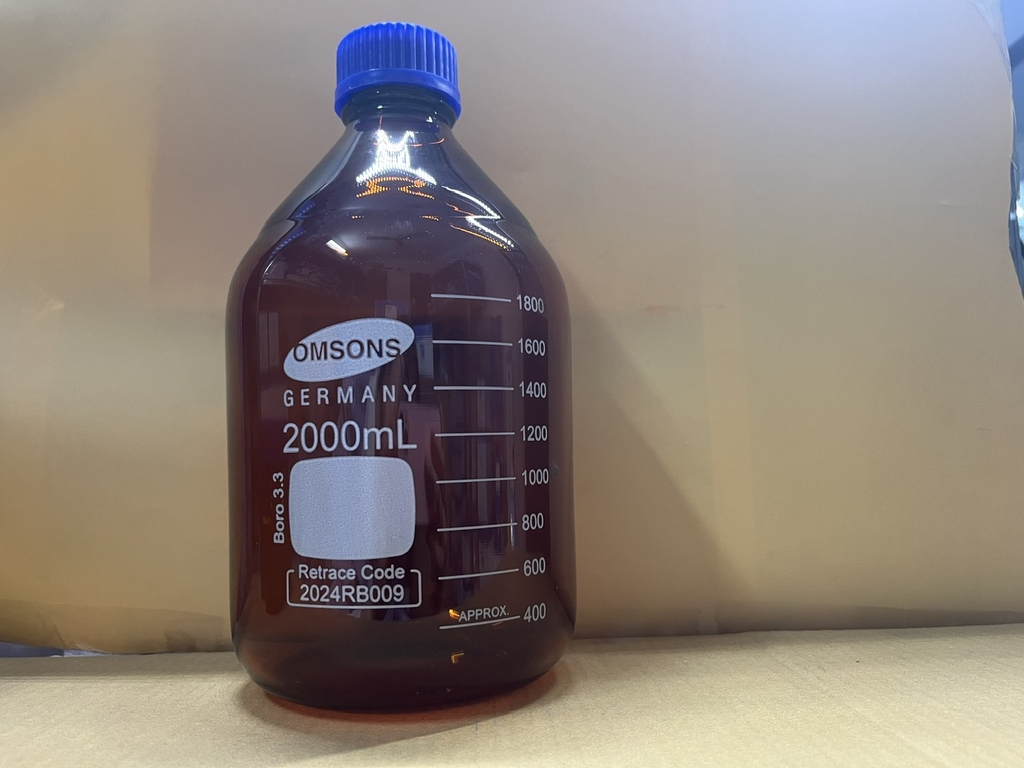 OMSONS
GERMANY
2000mL
Boro 3.3
Retrace Code
2024RB009
1800
1600
1400
1200
1000
800
600
APPROX. 400